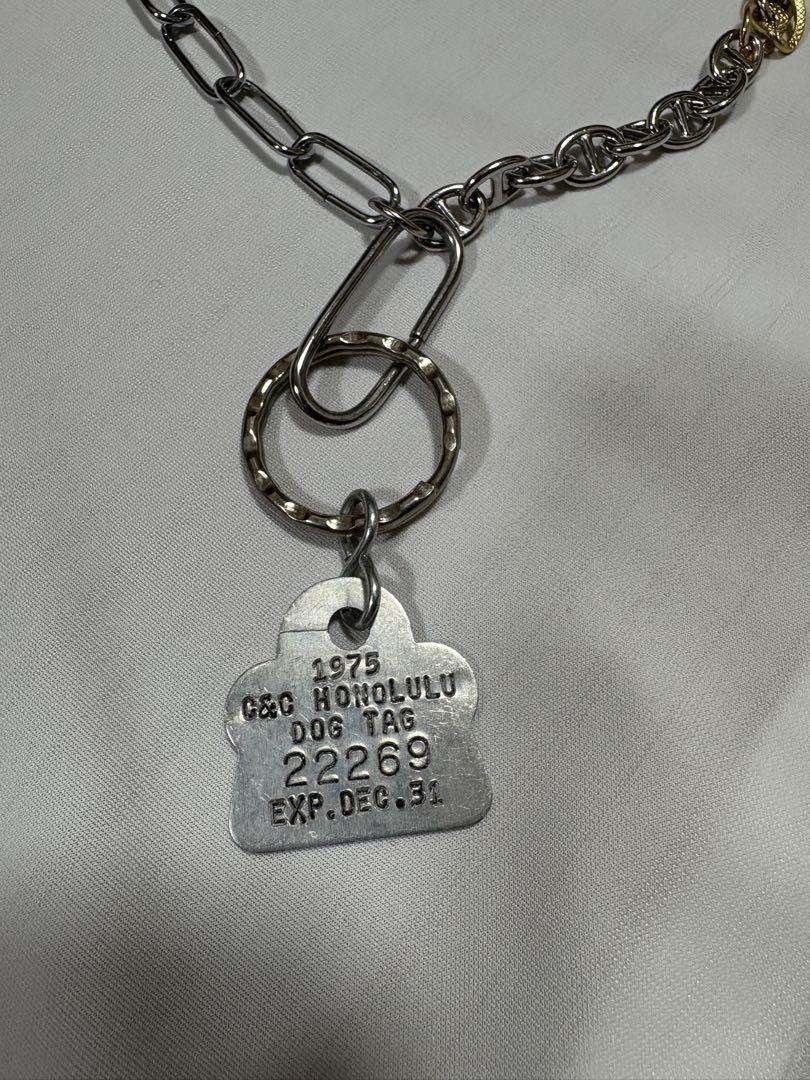 1975
C&C HONOLULU
DOG TAG
22269
EXP.DEC.31